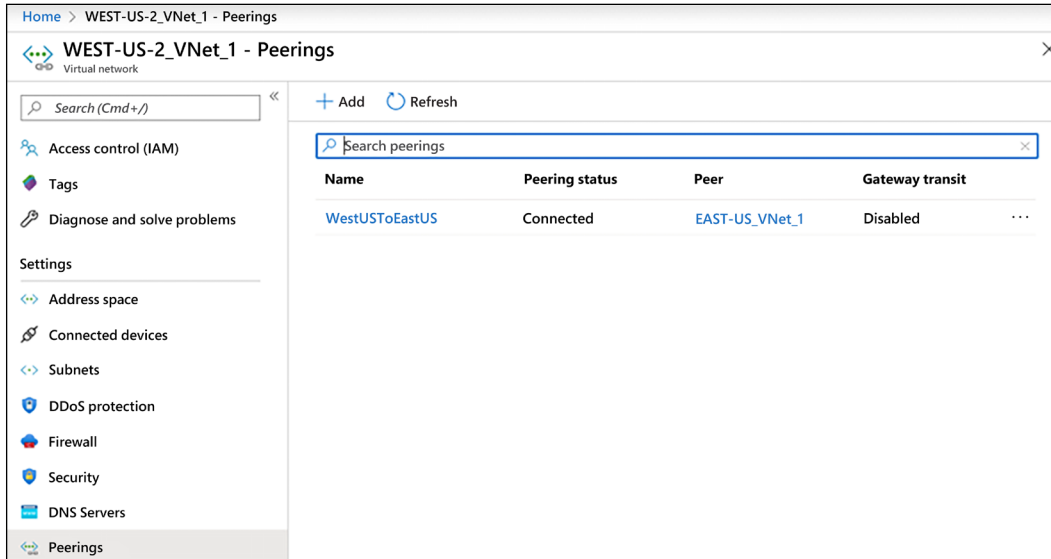 Home > WEST-US-2_VNet_1 - Peerings
WEST-US-2_VNet_1 - Peerings
Virtual network
Search (Cmd+/)
Access control (IAM)
Tags
Diagnose and solve problems
Settings
Address space
Connected devices
Subnets
DDoS protection
Firewall
Security
DNS Servers
Peerings
Add Refresh
Search peerings
Name Peering status Peer Gateway transit
WestUSToEastUS Connected EAST-US_VNet_1 Disabled